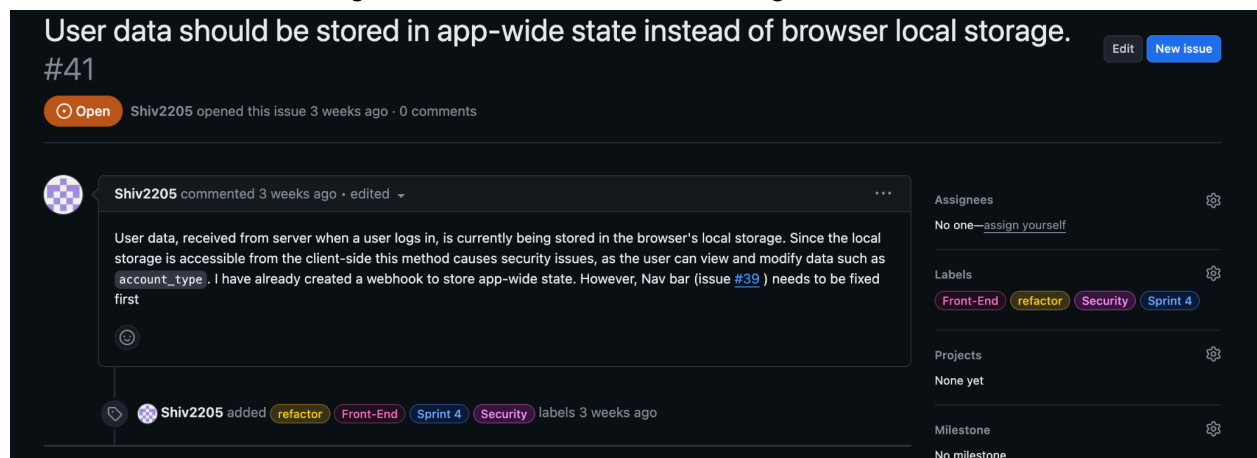 User data should be stored in app-wide state instead of browser local storage.
#41
Edit
New issue
Open
Shiv2205 opened this issue 3 weeks ago · 0 comments
Shiv2205 commented 3 weeks ago • edited
User data, received from server when a user logs in, is currently being stored in the browser's local storage. Since the local
storage is accessible from the client-side this method causes security issues, as the user can view and modify data such as
account_type . I have already created a webhook to store app-wide state. However, Nav bar (issue #39 ) needs to be fixed
first
Shiv2205 added refactor Front-End Sprint 4 Security labels 3 weeks ago
Assignees
No one—assign yourself
Labels
Front-End refactor Security Sprint 4
Projects
None yet
Milestone
No milestone